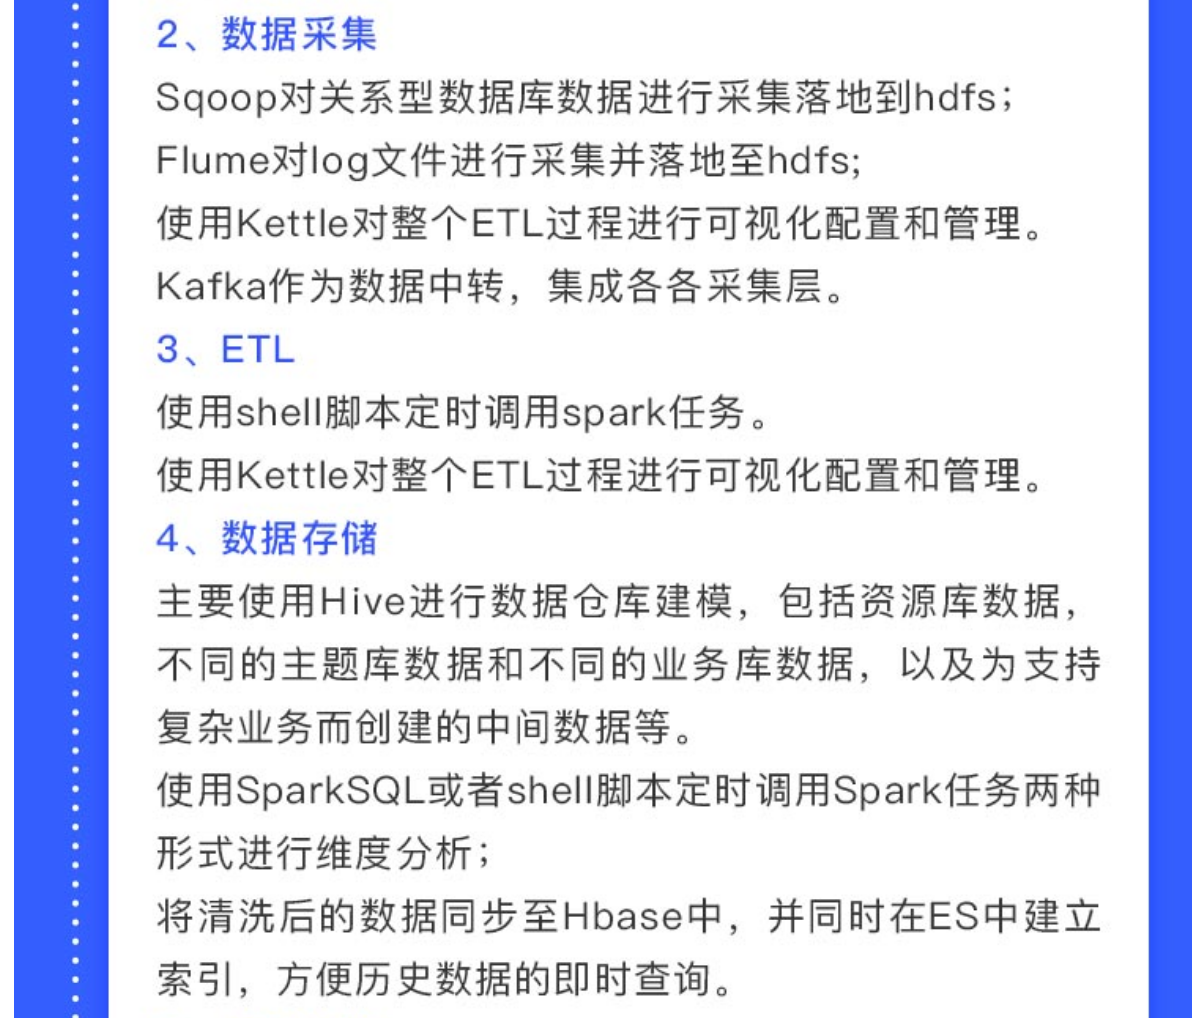 2、数据采集
Sqoop对关系型数据库数据进行采集落地到hdfs；
Flume对log文件进行采集并落地至hdfs;
使用Kettle对整个ETL过程进行可视化配置和管理。
Kafka作为数据中转，集成各各采集层。
3、ETL
使用shell脚本定时调用spark任务。
使用Kettle对整个ETL过程进行可视化配置和管理。
4、数据存储
主要使用Hive进行数据仓库建模，包括资源库数据，
不同的主题库数据和不同的业务库数据，以及为支持
复杂业务而创建的中间数据等。
使用SparkSQL或者shell脚本定时调用Spark任务两种
形式进行维度分析；
将清洗后的数据同步至Hbase中，并同时在ES中建立
索引，方便历史数据的即时查询。